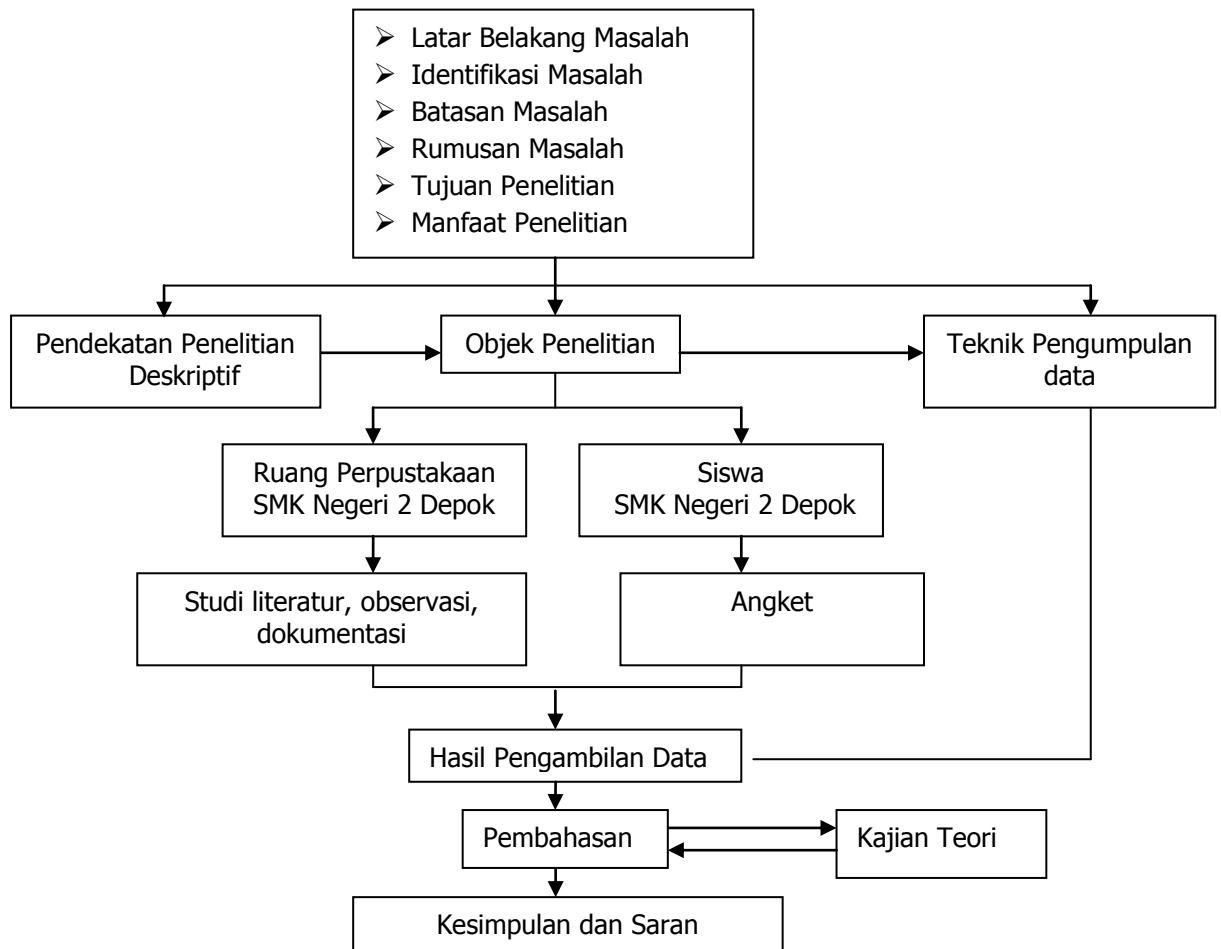 ➢ Latar Belakang Masalah
➢ Identifikasi Masalah
➢ Batasan Masalah
➢ Rumusan Masalah
➢ Tujuan Penelitian
➢ Manfaat Penelitian
Pendekatan Penelitian
Deskriptif
Objek Penelitian
Teknik Pengumpulan
data
Ruang Perpustakaan
SMK Negeri 2 Depok
Siswa
SMK Negeri 2 Depok
Studi literatur, observasi,
dokumentasi
Angket
Hasil Pengambilan Data
Pembahasan
Kajian Teori
Kesimpulan dan Saran